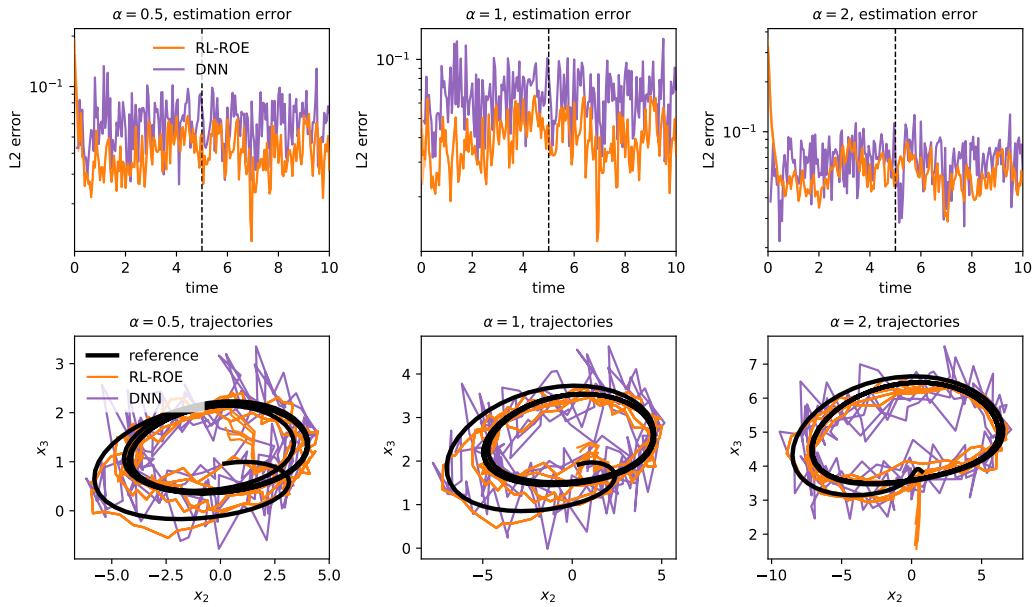 α = 0.5, estimation error
L2 error
10⁻¹
RL-ROE
DNN
0 2 4 6 8 10
time
α = 1, estimation error
L2 error
10⁻¹
0 2 4 6 8 10
time
α = 2, estimation error
L2 error
10⁻¹
0 2 4 6 8 10
time
α = 0.5, trajectories
x₃
3
2
1
0
reference
RL-ROE
DNN
−5.0 −2.5 0.0 2.5 5.0
x₂
α = 1, trajectories
x₃
4
3
2
1
0
−5 0 5
x₂
α = 2, trajectories
x₃
7
6
5
4
3
2
−10 −5 0 5
x₂